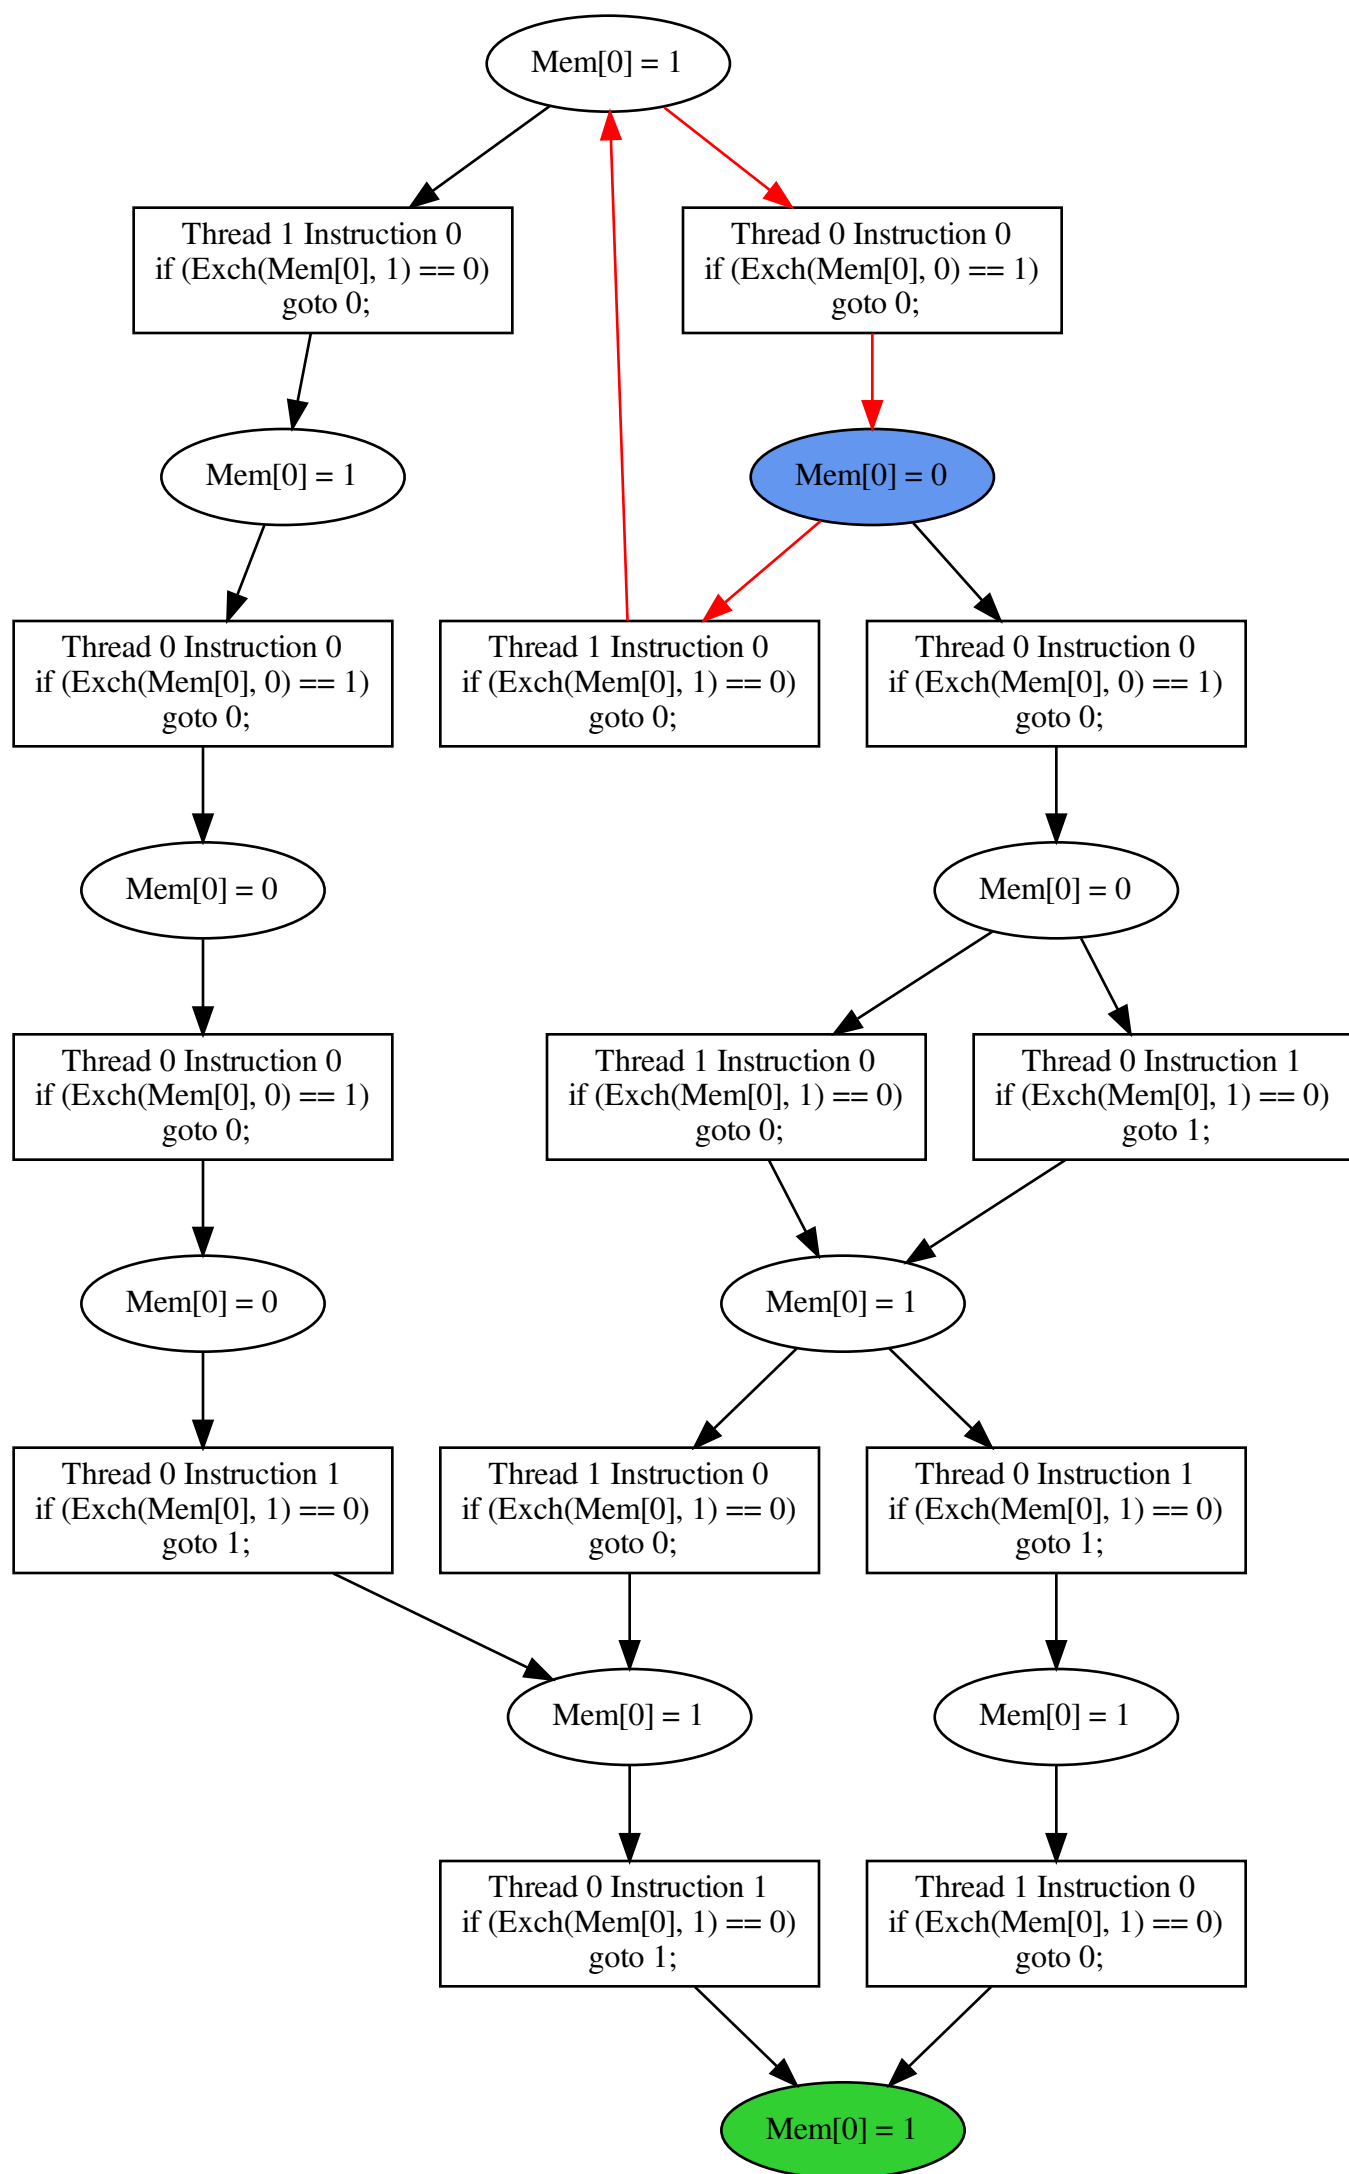 Mem[0] = 1
Thread 1 Instruction 0
if (Exch(Mem[0], 1) == 0)
goto 0;
Thread 0 Instruction 0
if (Exch(Mem[0], 0) == 1)
goto 0;
Mem[0] = 1
Mem[0] = 0
Thread 0 Instruction 0
if (Exch(Mem[0], 0) == 1)
goto 0;
Thread 1 Instruction 0
if (Exch(Mem[0], 1) == 0)
goto 0;
Thread 0 Instruction 0
if (Exch(Mem[0], 0) == 1)
goto 0;
Mem[0] = 0
Mem[0] = 0
Thread 0 Instruction 0
if (Exch(Mem[0], 0) == 1)
goto 0;
Thread 1 Instruction 0
if (Exch(Mem[0], 1) == 0)
goto 0;
Thread 0 Instruction 1
if (Exch(Mem[0], 1) == 0)
goto 1;
Mem[0] = 0
Mem[0] = 1
Thread 0 Instruction 1
if (Exch(Mem[0], 1) == 0)
goto 1;
Thread 1 Instruction 0
if (Exch(Mem[0], 1) == 0)
goto 0;
Thread 0 Instruction 1
if (Exch(Mem[0], 1) == 0)
goto 1;
Mem[0] = 1
Mem[0] = 1
Thread 0 Instruction 1
if (Exch(Mem[0], 1) == 0)
goto 1;
Thread 1 Instruction 0
if (Exch(Mem[0], 1) == 0)
goto 0;
Mem[0] = 1